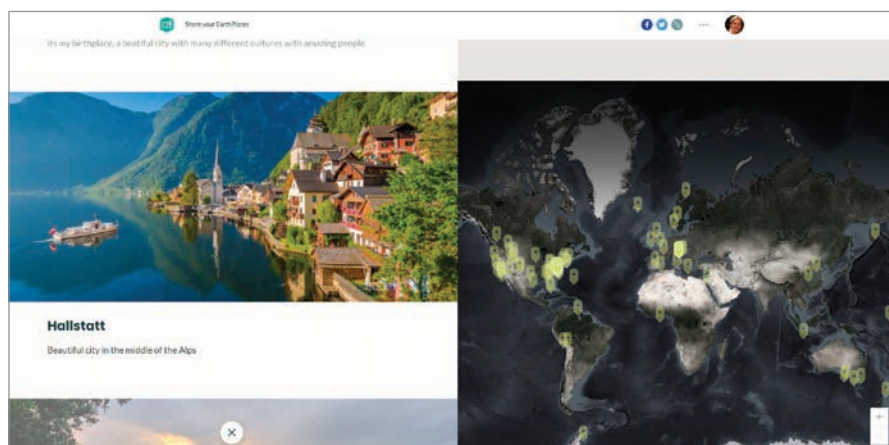 Share your Earth Places
its my birthplace, a beatiful city with many different cultures with amazing people
Hallstatt
Beautiful city in the middle of the Alps